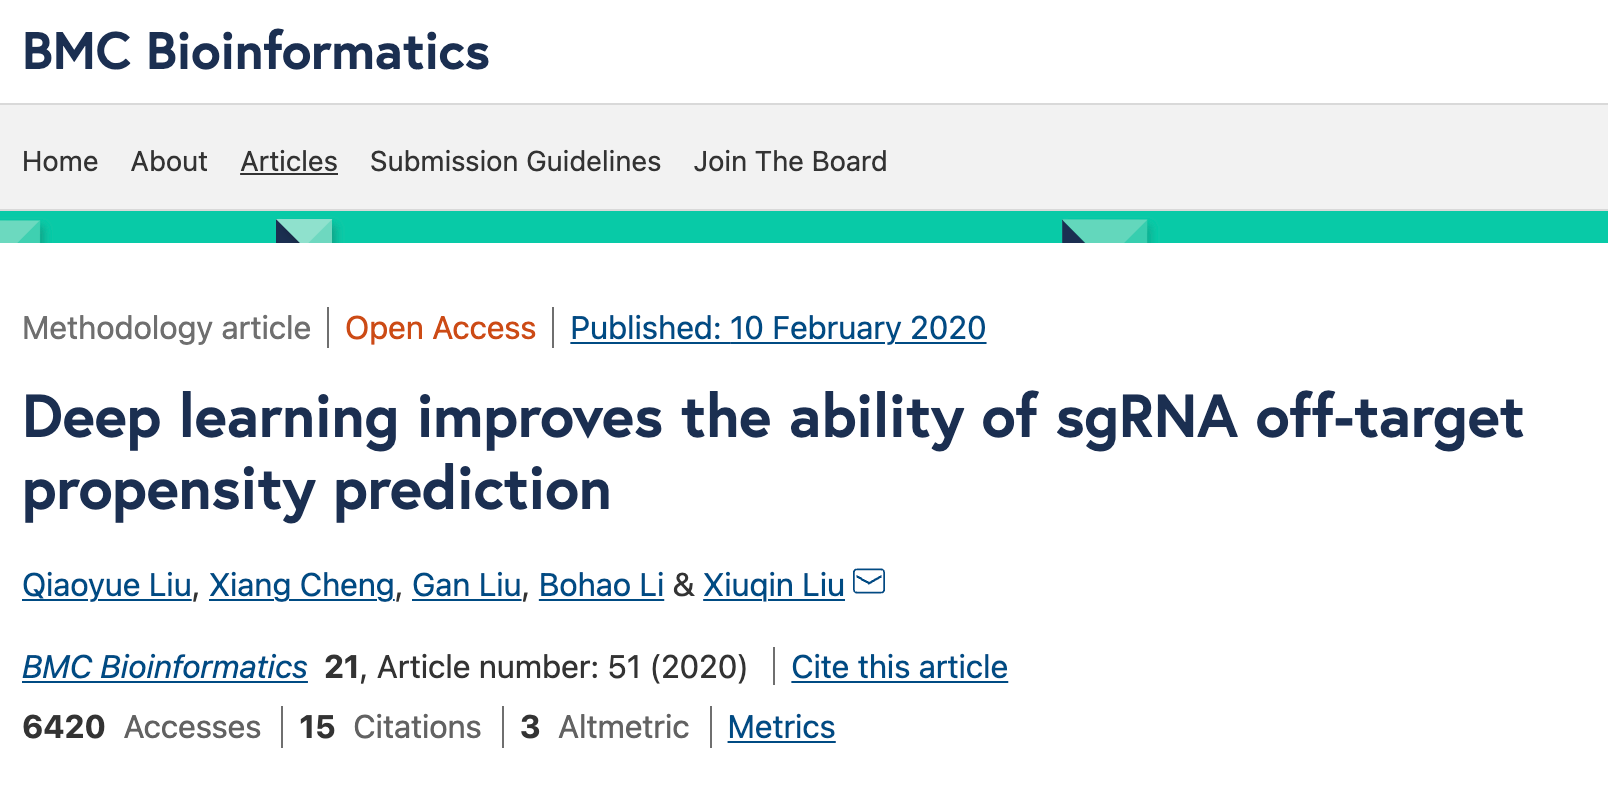 BMC Bioinformatics
Home About Articles Submission Guidelines Join The Board
Methodology article | Open Access | Published: 10 February 2020
Deep learning improves the ability of sgRNA off-target
propensity prediction
Qiaoyue Liu, Xiang Cheng, Gan Liu, Bohao Li & Xiuqin Liu
BMC Bioinformatics 21, Article number: 51 (2020) | Cite this article
6420 Accesses | 15 Citations | 3 Altmetric | Metrics